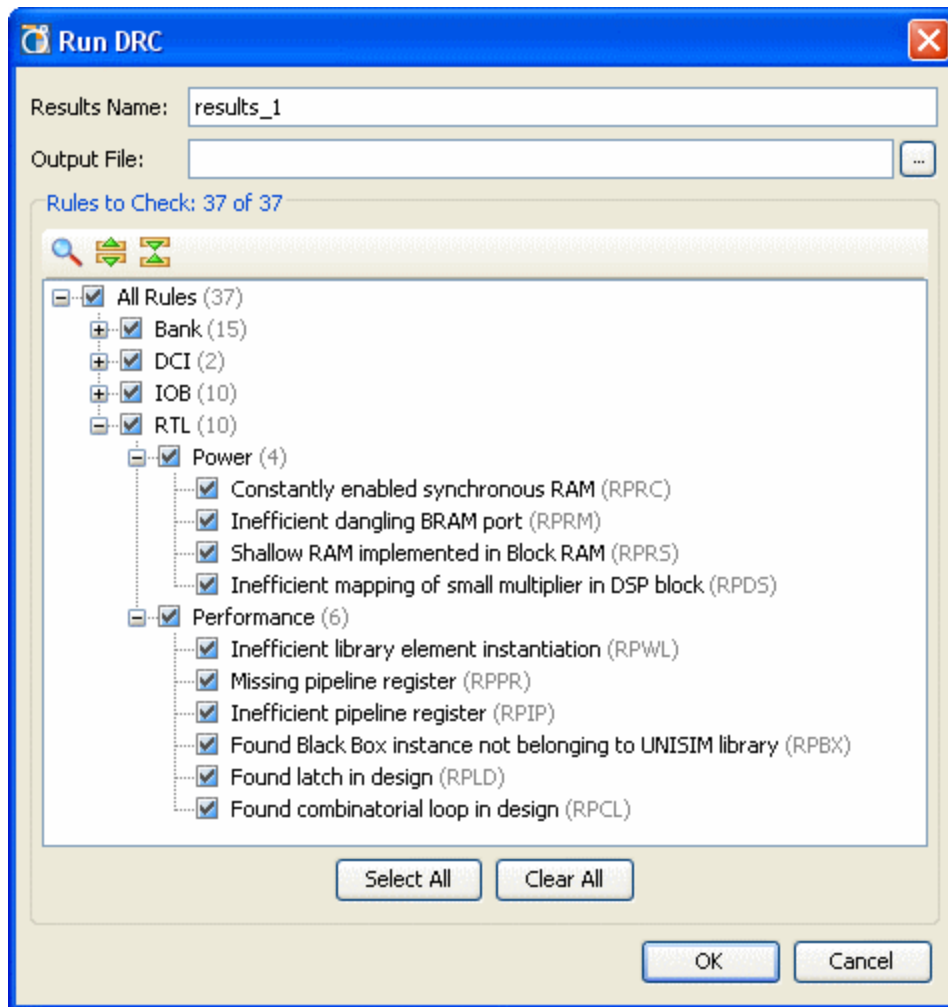 Run DRC
Results Name: results_1
Output File: ...
Rules to Check: 37 of 37
All Rules (37)
Bank (15)
DCI (2)
IOB (10)
RTL (10)
Power (4)
Constantly enabled synchronous RAM (RPRC)
Inefficient dangling BRAM port (RPRM)
Shallow RAM implemented in Block RAM (RPRS)
Inefficient mapping of small multiplier in DSP block (RPDS)
Performance (6)
Inefficient library element instantiation (RPWL)
Missing pipeline register (RPPR)
Inefficient pipeline register (RPIP)
Found Black Box instance not belonging to UNISIM library (RPBX)
Found latch in design (RPLD)
Found combinatorial loop in design (RPCL)
Select All Clear All
OK Cancel